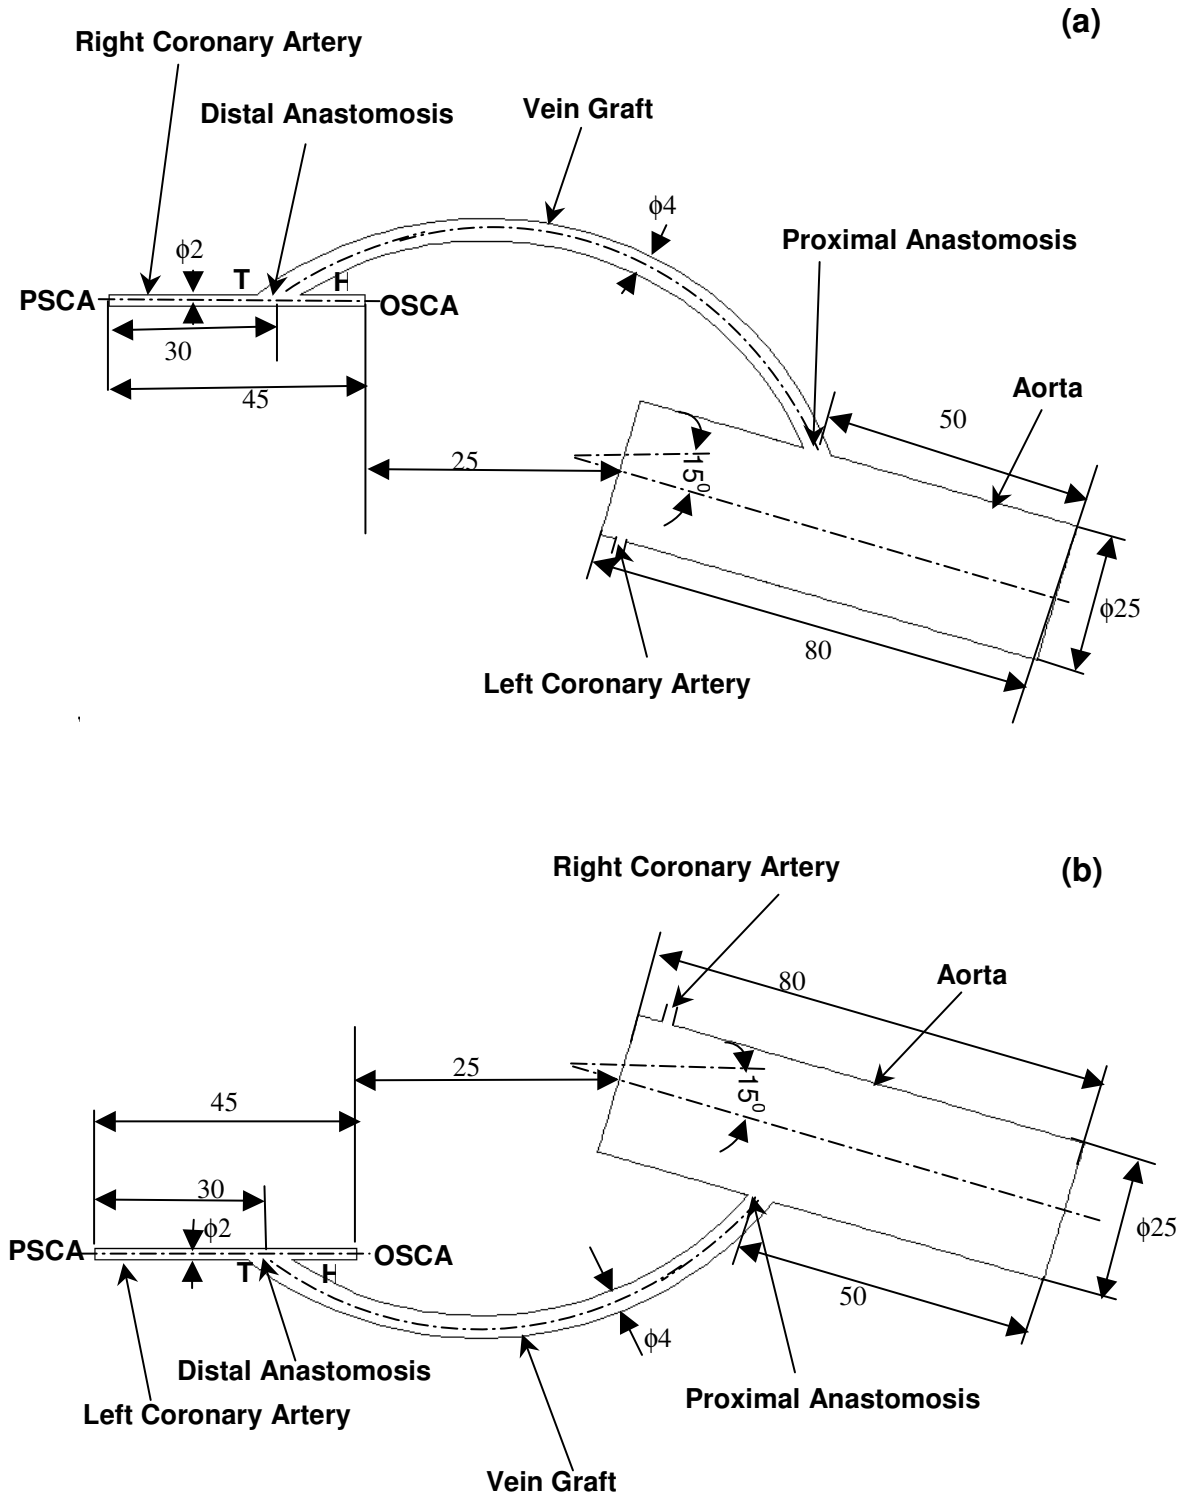 (a)
Right Coronary Artery
Distal Anastomosis
Vein Graft
ϕ4
Proximal Anastomosis
ϕ2
T
H
PSCA
OSCA
30
45
Aorta
50
25
15⁰
ϕ25
80
Left Coronary Artery
(b)
Right Coronary Artery
80
Aorta
25
15⁰
45
30
ϕ2
PSCA
OSCA
T
H
ϕ25
50
ϕ4
Distal Anastomosis
Proximal Anastomosis
Left Coronary Artery
Vein Graft